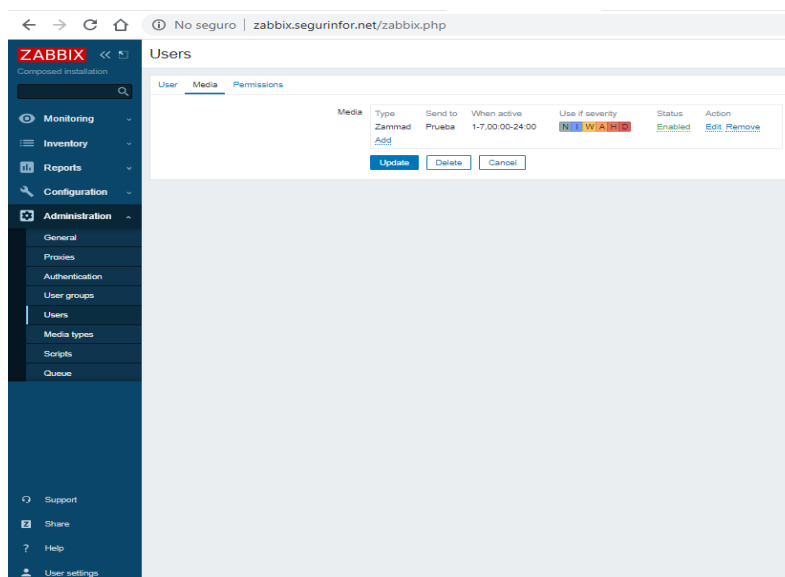 No seguro | zabbix.segurinfor.net/zabbix.php
ZABBIX
Composed installation
Users
User Media Permissions
Media
Type Send to When active Use if severity Status Action
Zammad Prueba 1-7,00:00-24:00 N I W A H D Enabled Edit Remove
Add
Update Delete Cancel
Monitoring
Inventory
Reports
Configuration
Administration
General
Proxies
Authentication
User groups
Users
Media types
Scripts
Queue
Support
Z Share
? Help
User settings